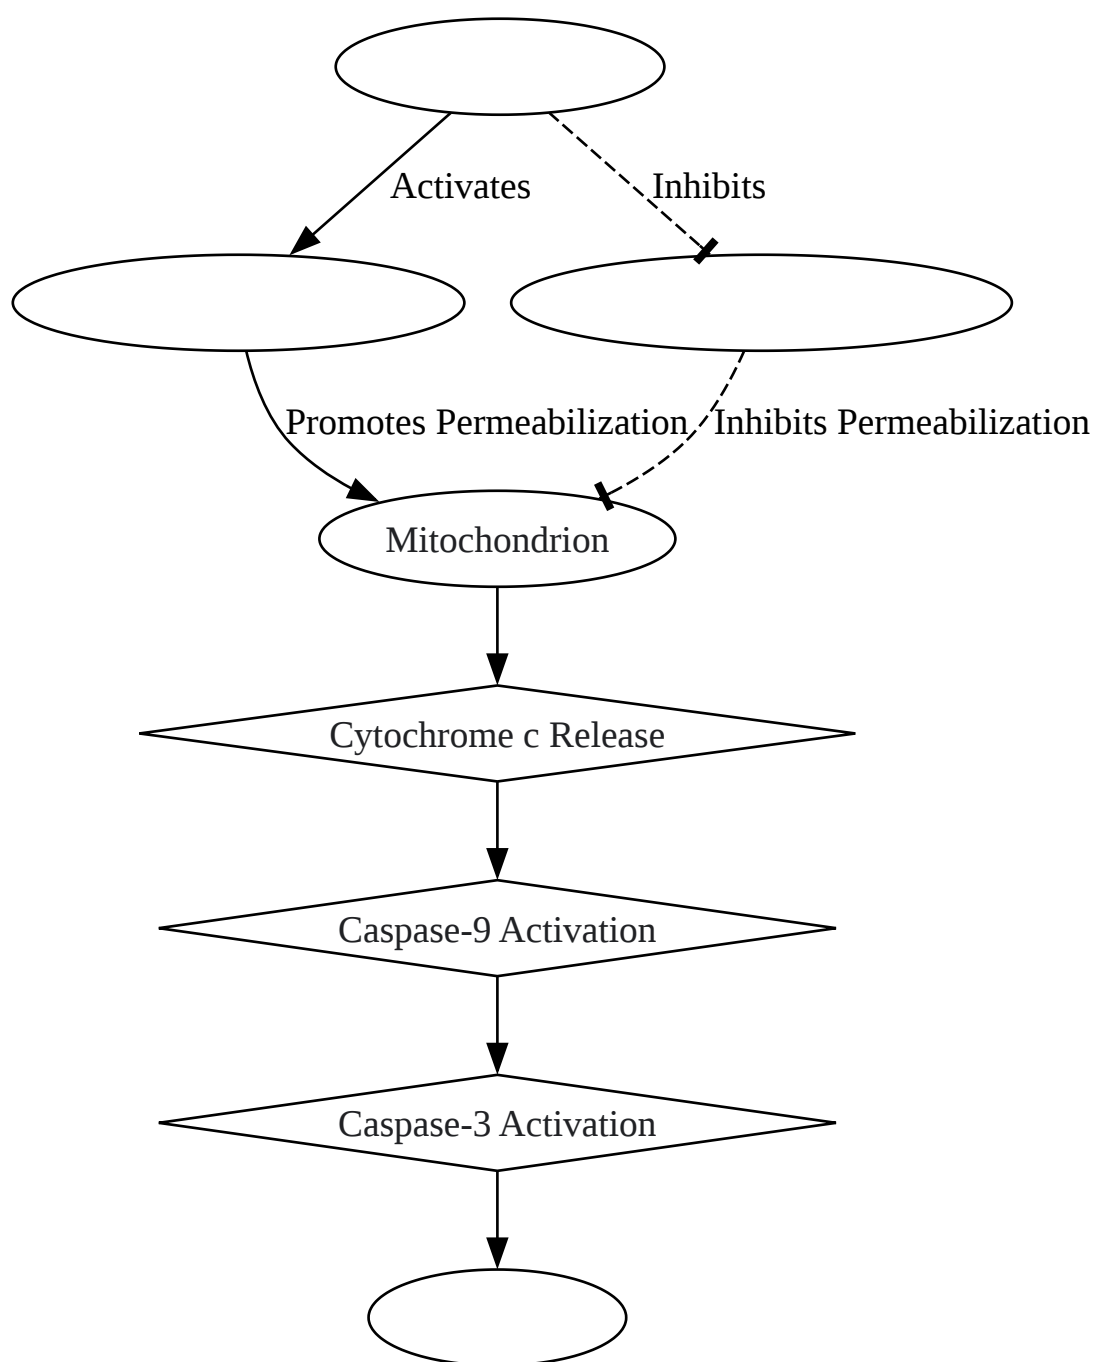 Activates
Inhibits
Promotes Permeabilization
Inhibits Permeabilization
Mitochondrion
Cytochrome c Release
Caspase-9 Activation
Caspase-3 Activation